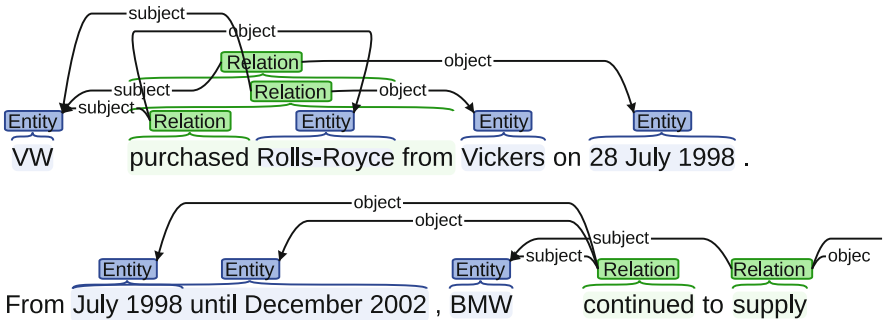 subject
object
Relation
object
subject
Relation
object
subject
Entity Relation Entity Entity Entity
VW purchased Rolls-Royce from Vickers on 28 July 1998 .
object
object
subject
subject objec
Entity Entity Entity Relation Relation
From July 1998 until December 2002 , BMW continued to supply